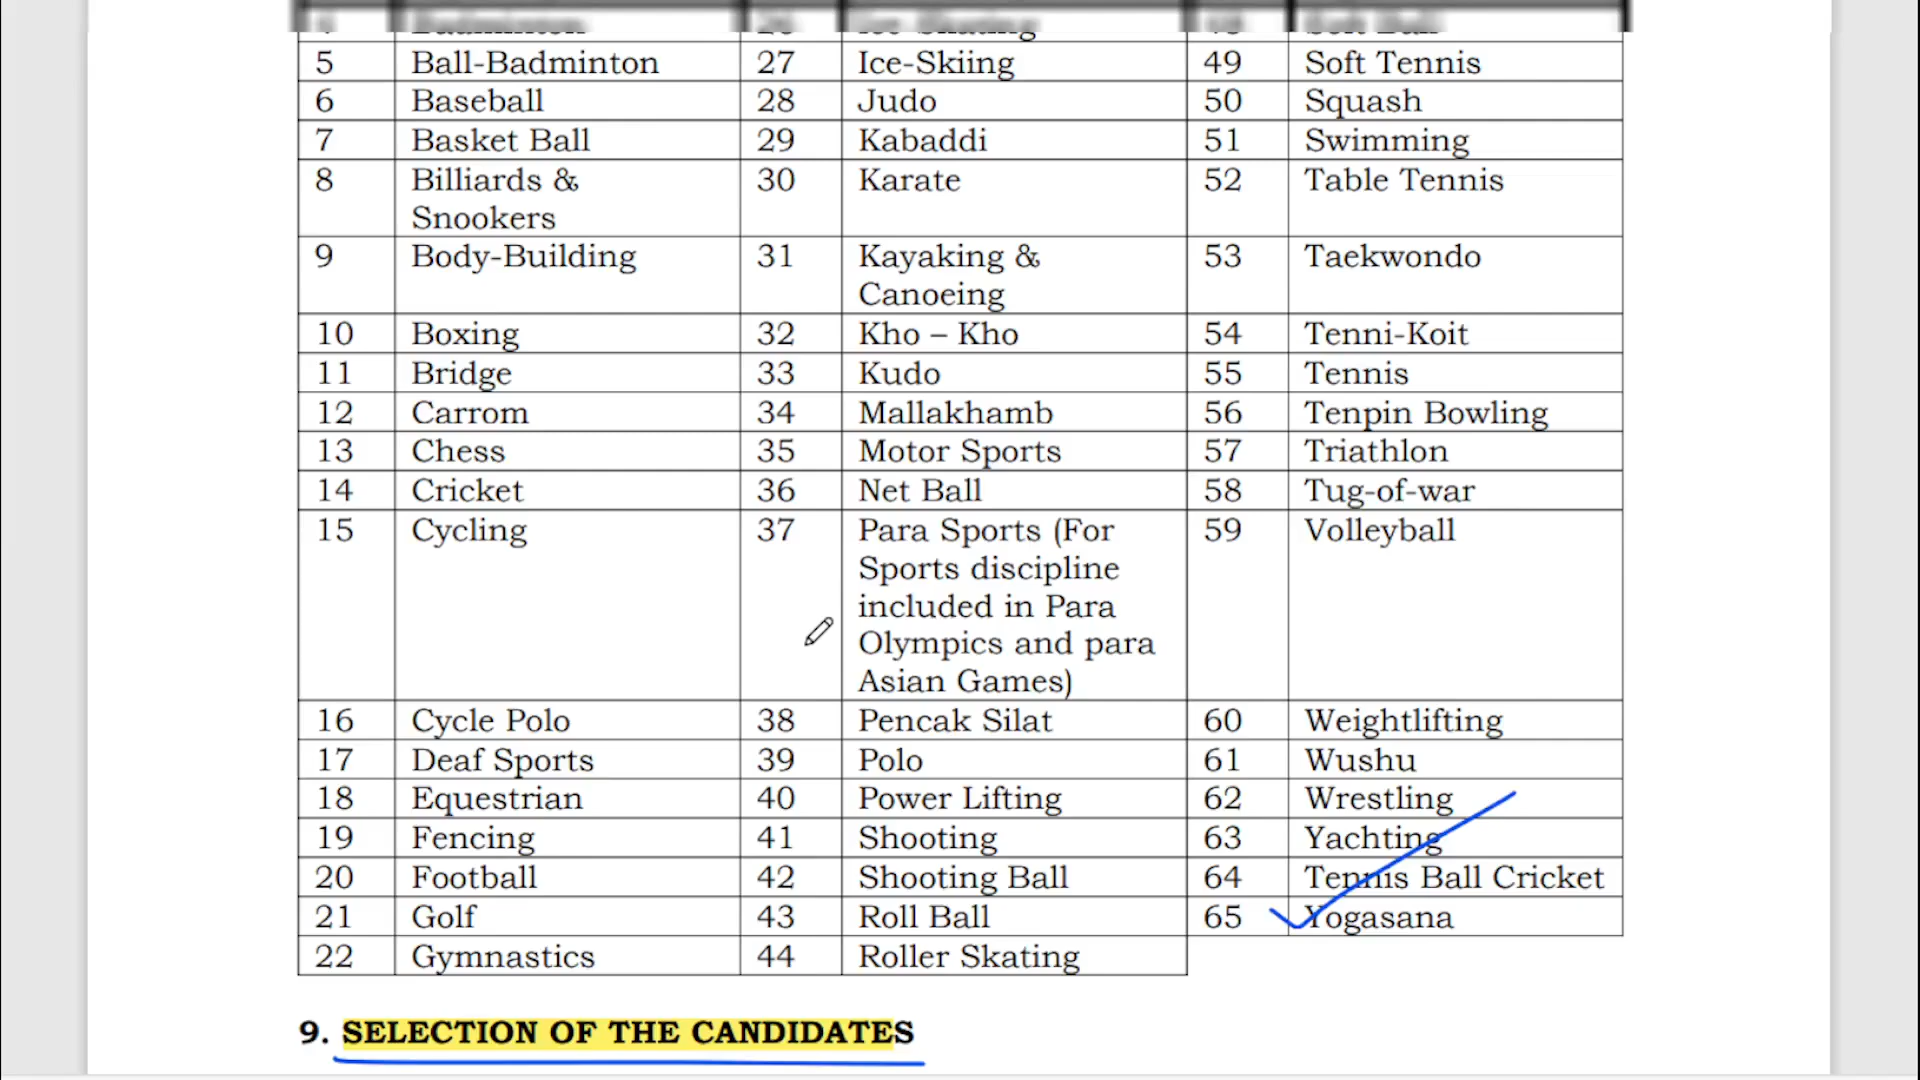 Badminton Ice-Skating Soft Ball
5 Ball-Badminton 27 Ice-Skiing 49 Soft Tennis
6 Baseball 28 Judo 50 Squash
7 Basket Ball 29 Kabaddi 51 Swimming
8 Billiards & 30 Karate 52 Table Tennis
Snookers
9 Body-Building 31 Kayaking & 53 Taekwondo
Canoeing
10 Boxing 32 Kho – Kho 54 Tenni-Koit
11 Bridge 33 Kudo 55 Tennis
12 Carrom 34 Mallakhamb 56 Tenpin Bowling
13 Chess 35 Motor Sports 57 Triathlon
14 Cricket 36 Net Ball 58 Tug-of-war
15 Cycling 37 Para Sports (For 59 Volleyball
Sports discipline
included in Para
Olympics and para
Asian Games)
16 Cycle Polo 38 Pencak Silat 60 Weightlifting
17 Deaf Sports 39 Polo 61 Wushu
18 Equestrian 40 Power Lifting 62 Wrestling
19 Fencing 41 Shooting 63 Yachting
20 Football 42 Shooting Ball 64 Tennis Ball Cricket
21 Golf 43 Roll Ball 65 Yogasana
22 Gymnastics 44 Roller Skating
9. SELECTION OF THE CANDIDATES